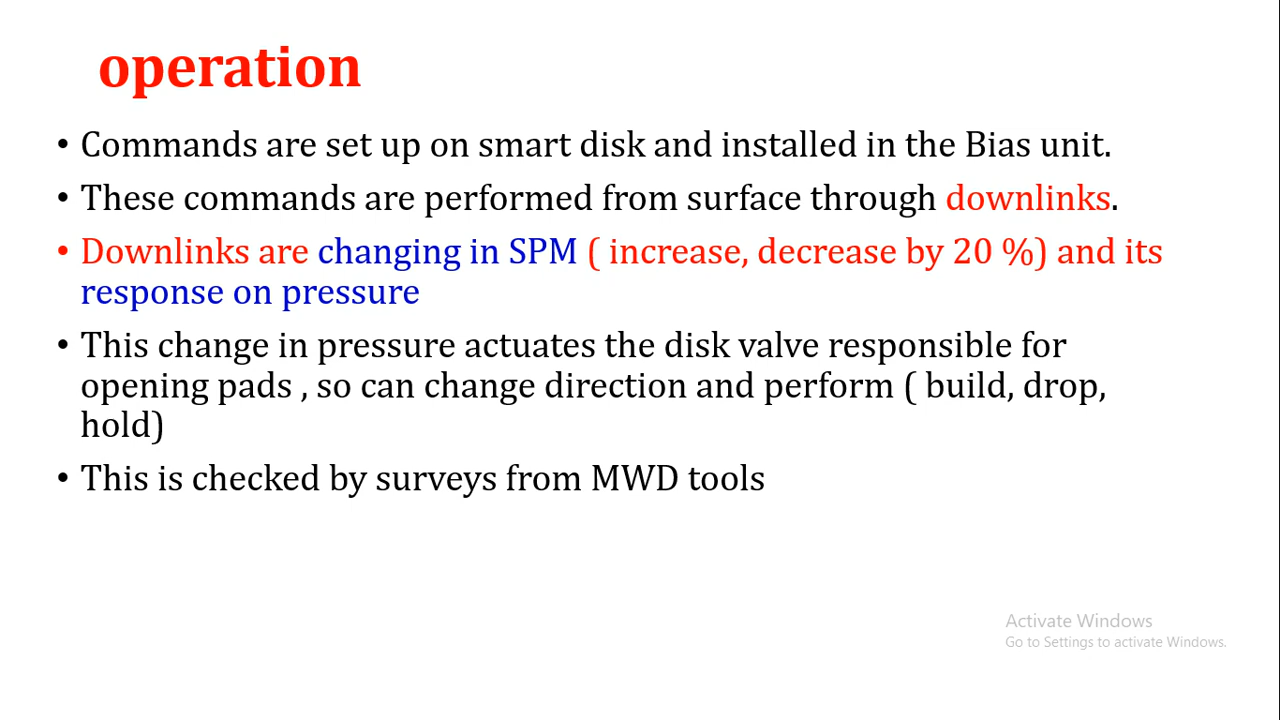 operation
• Commands are set up on smart disk and installed in the Bias unit.
• These commands are performed from surface through downlinks.
• Downlinks are changing in SPM ( increase, decrease by 20 %) and its
response on pressure
• This change in pressure actuates the disk valve responsible for
opening pads , so can change direction and perform ( build, drop,
hold)
• This is checked by surveys from MWD tools
Activate Windows
Go to Settings to activate Windows.